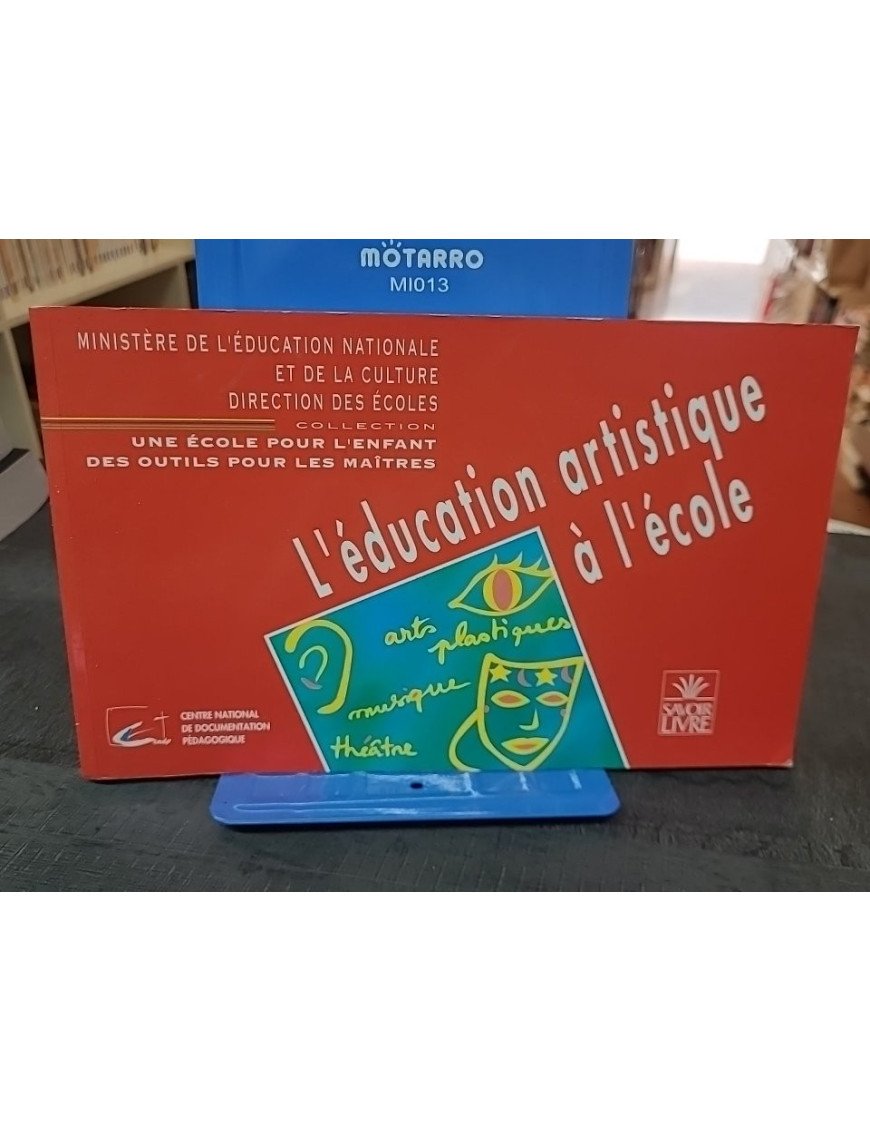 MOTARRO
MI013
MINISTÈRE DE L'ÉDUCATION NATIONALE
ET DE LA CULTURE
DIRECTION DES ÉCOLES
COLLECTION
UNE ÉCOLE POUR L'ENFANT
DES OUTILS POUR LES MAÎTRES
L'éducation artistique
à l'école
arts
plastiques
musique
théâtre
CENTRE NATIONAL
DE DOCUMENTATION
PÉDAGOGIQUE
SAVOIR
LIVRE